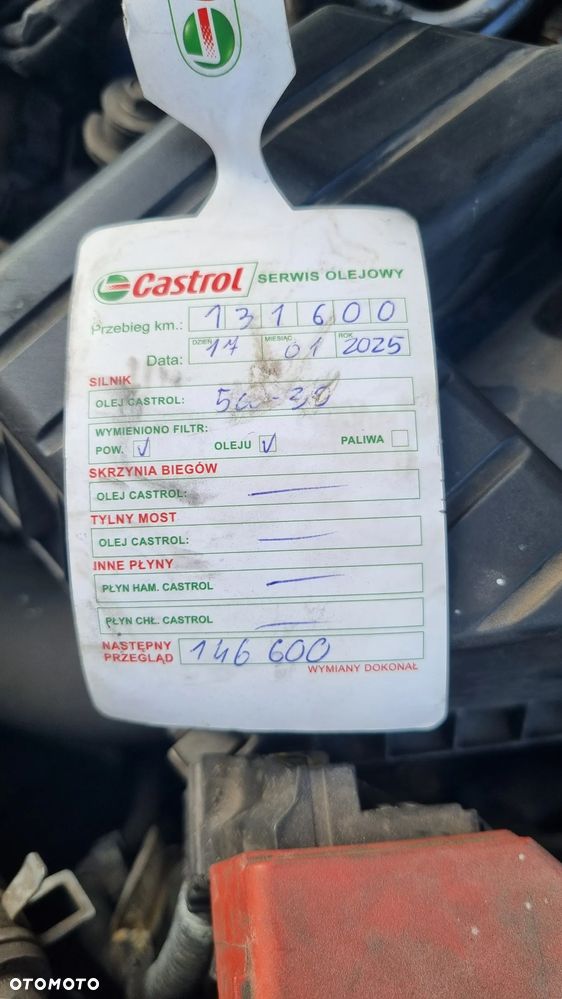 Castrol SERWIS OLEJOWY
Przebieg km.: 131600
Data: DZIEŃ 17 MIESIĄC 01 ROK 2025
SILNIK
OLEJ CASTROL: 5w-30
WYMIENIONO FILTR:
POW. ☑ OLEJU ☑ PALIWA ☐
SKRZYNIA BIEGÓW
OLEJ CASTROL: —
TYLNY MOST
OLEJ CASTROL: —
INNE PŁYNY
PŁYN HAM. CASTROL —
PŁYN CHŁ. CASTROL —
NASTĘPNY PRZEGLĄD 146 600
WYMIANY DOKONAŁ
OTOMOTO